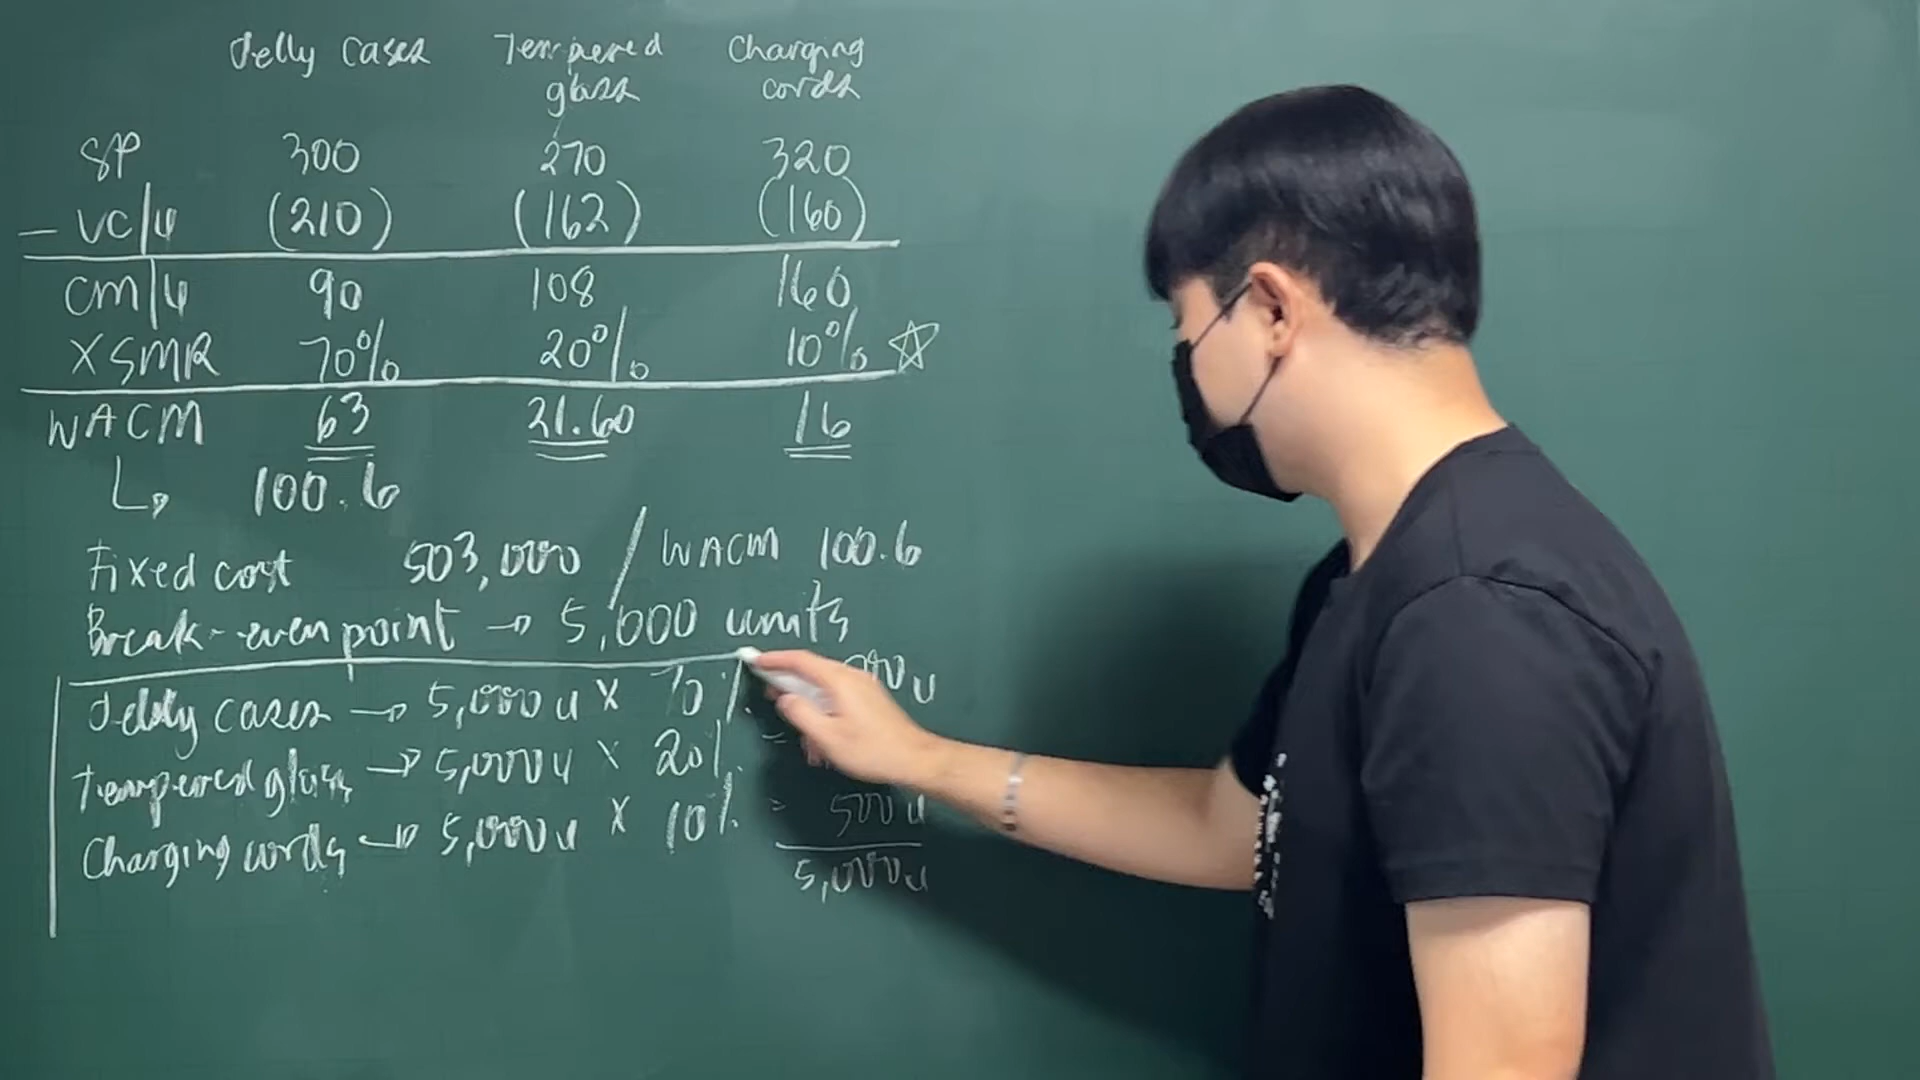 Jelly Cases Tempered glass Charging cords
SP 300 270 320
– VC/u (210) (162) (160)
CM/u 90 108 160
X SMR 70% 20% 10% ☆
WACM 63 21.60 16
↳ 100.6
Fixed cost 503,000 / WACM 100.6
Break-even point → 5,000 units
Jelly cases → 5,000 u X 70%. 000 u
Tempered glass → 5,000 u X 20%. =
Charging cords → 5,000 u X 10%. = 500 u
5,000 u